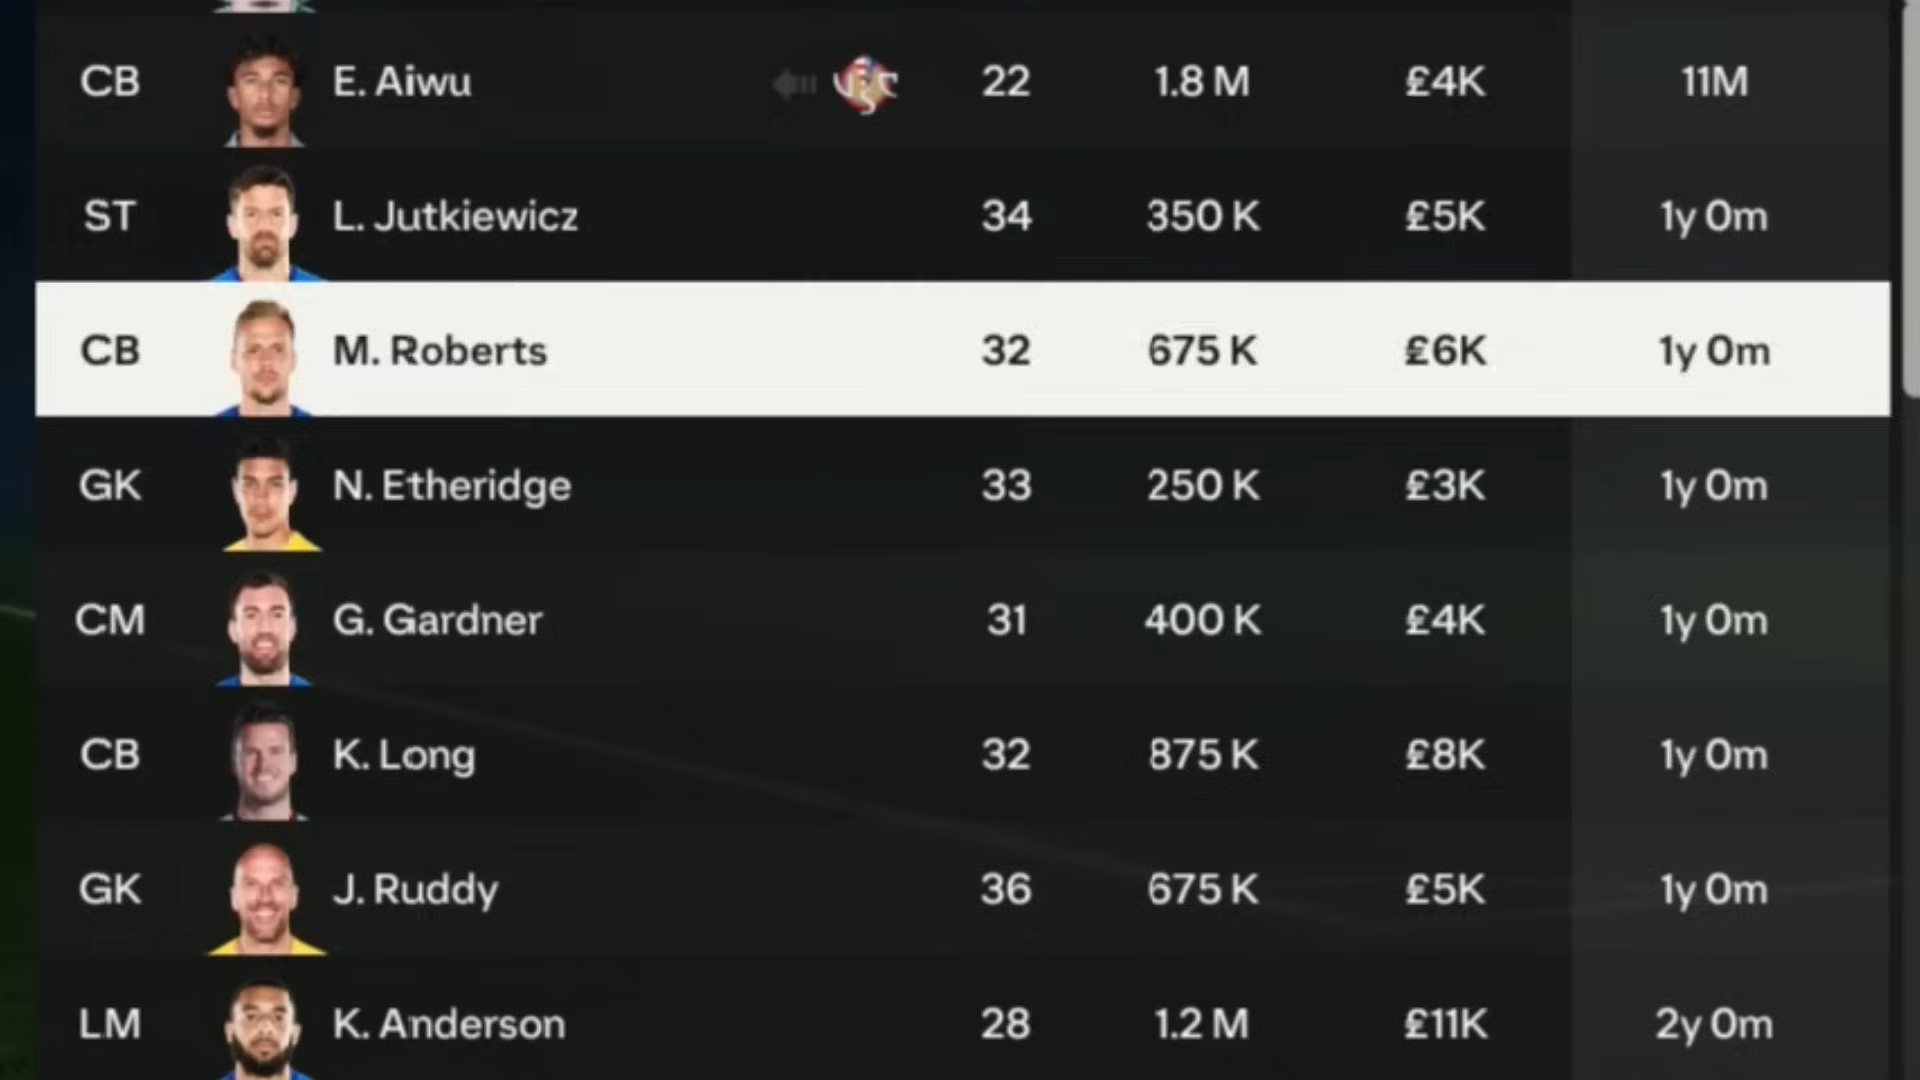 CB E. Aiwu 22 1.8 M £4K 11M
ST L. Jutkiewicz 34 350 K £5K 1y 0m
CB M. Roberts 32 675 K £6K 1y 0m
GK N. Etheridge 33 250 K £3K 1y 0m
CM G. Gardner 31 400 K £4K 1y 0m
CB K. Long 32 875 K £8K 1y 0m
GK J. Ruddy 36 675 K £5K 1y 0m
LM K. Anderson 28 1.2 M £11K 2y 0m